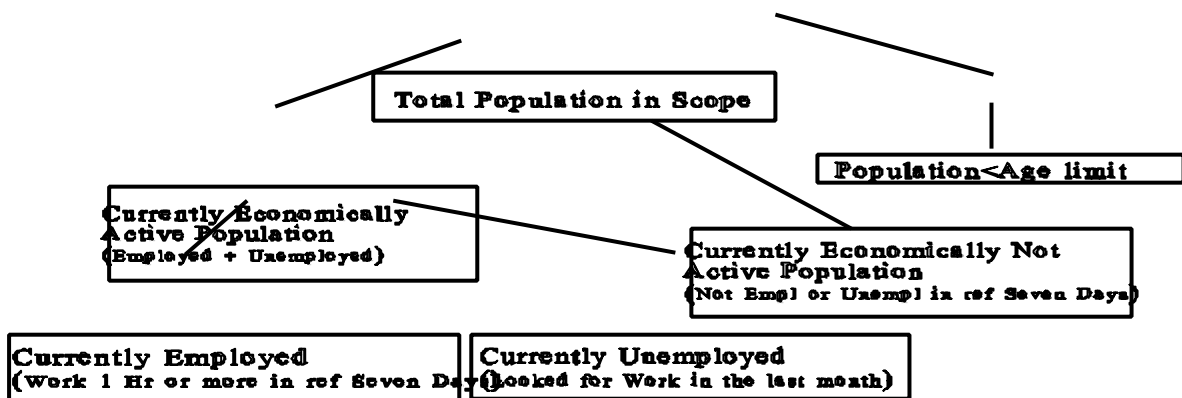 Total Population in Scope
Population<Age limit
Currently Economically
Active Population
(Employed + Unemployed)
Currently Economically Not
Active Population
(Not Empl or Unempl in ref Seven Days)
Currently Employed
(Work 1 Hr or more in ref Seven Days)
Currently Unemployed
(Looked for Work in the last month)